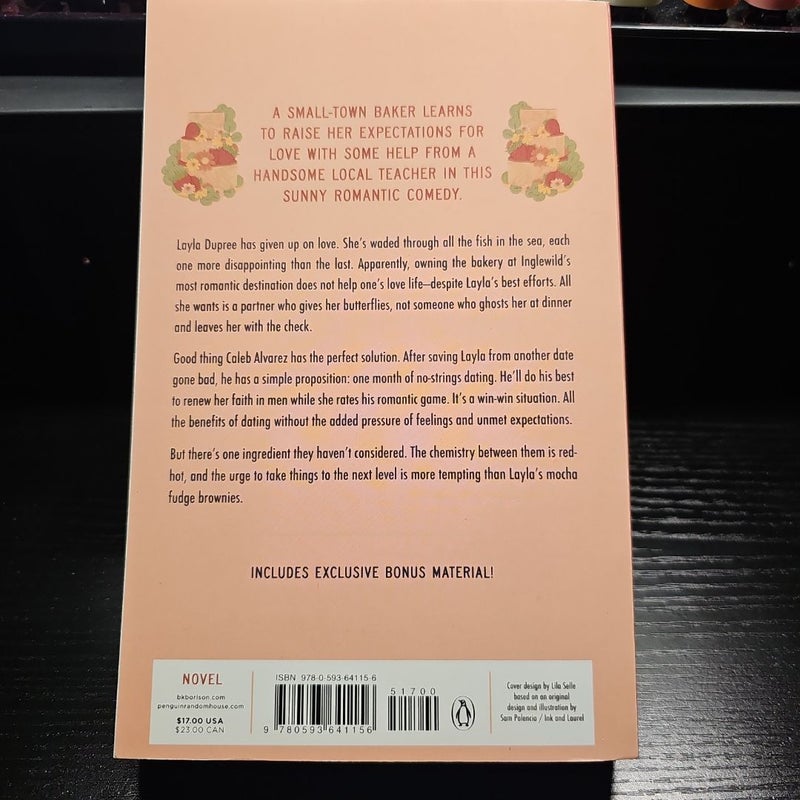 A SMALL-TOWN BAKER LEARNS
TO RAISE HER EXPECTATIONS FOR
LOVE WITH SOME HELP FROM A
HANDSOME LOCAL TEACHER IN THIS
SUNNY ROMANTIC COMEDY.
Layla Dupree has given up on love. She's waded through all the fish in the sea, each
one more disappointing than the last. Apparently, owning the bakery at Inglewild's
most romantic destination does not help one's love life—despite Layla's best efforts. All
she wants is a partner who gives her butterflies, not someone who ghosts her at dinner
and leaves her with the check.
Good thing Caleb Alvarez has the perfect solution. After saving Layla from another date
gone bad, he has a simple proposition: one month of no-strings dating. He'll do his best
to renew her faith in men while she rates his romantic game. It's a win-win situation. All
the benefits of dating without the added pressure of feelings and unmet expectations.
But there's one ingredient they haven't considered. The chemistry between them is red-
hot, and the urge to take things to the next level is more tempting than Layla's mocha
fudge brownies.
INCLUDES EXCLUSIVE BONUS MATERIAL!
NOVEL
bkborison.com
penguinrandomhouse.com
$17.00 USA
$23.00 CAN
ISBN 978-0-593-64115-6
51700
9 780593 641156
Cover design by Lila Selle
based on an original
design and illustration by
Sam Palencia / Ink and Laurel